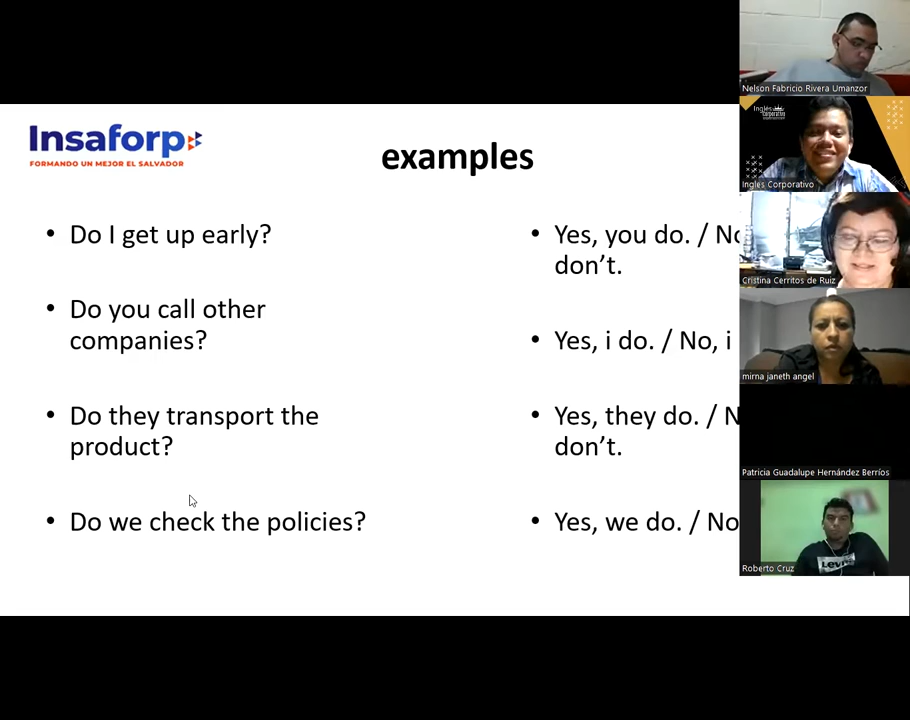 Insaforp
FORMANDO UN MEJOR EL SALVADOR
examples
• Do I get up early?
• Do you call other
companies?
• Do they transport the
product?
• Do we check the policies?
• Yes, you do. / No
don't.
• Yes, i do. / No, i
• Yes, they do. / N
don't.
• Yes, we do. / No
Nelson Fabricio Rivera Umanzor
Inglés Corporativo
Cristina Cerritos de Ruiz
mirna janeth angel
Patricia Guadalupe Hernández Berríos
Roberto Cruz